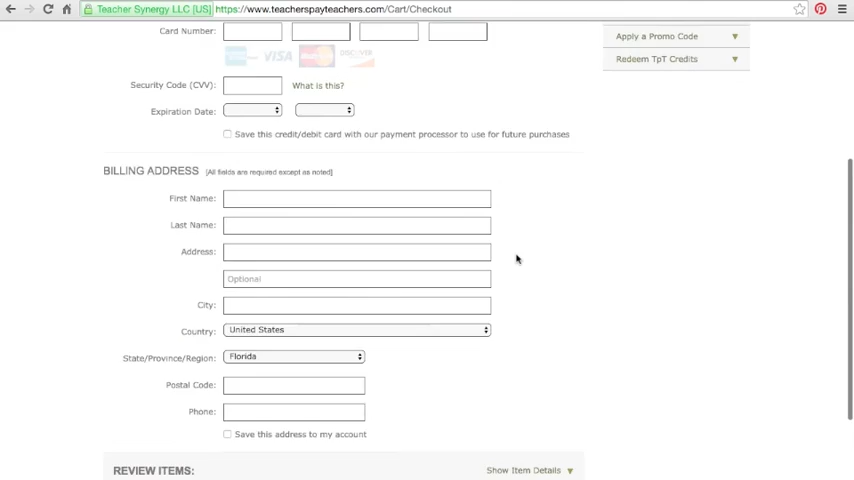 Teacher Synergy LLC [US] https://www.teacherspayteachers.com/Cart/Checkout
Card Number:
Apply a Promo Code
VISA MasterCard DISCOVER
Redeem TpT Credits
Security Code (CVV): What is this?
Expiration Date:
Save this credit/debit card with our payment processor to use for future purchases
BILLING ADDRESS [All fields are required except as noted]
First Name:
Last Name:
Address:
Optional
City:
Country: United States
State/Province/Region: Florida
Postal Code:
Phone:
Save this address to my account
REVIEW ITEMS: Show Item Details